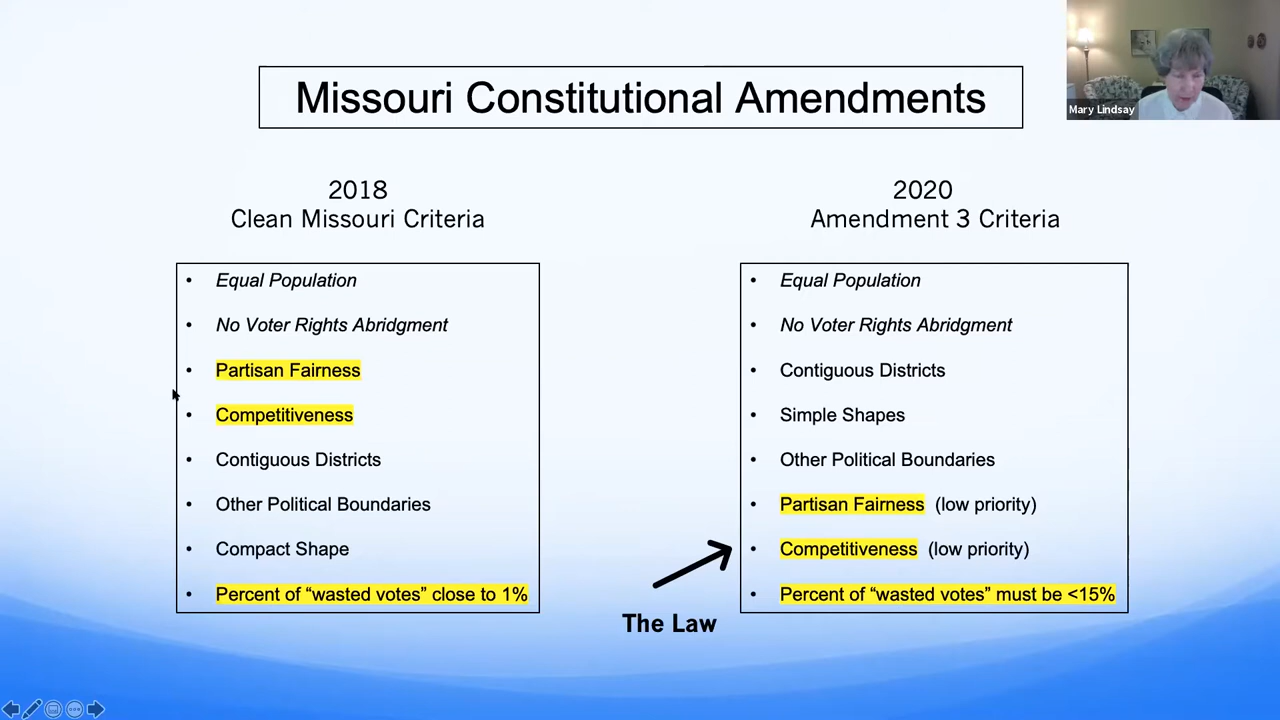 Missouri Constitutional Amendments
Mary Lindsay
2018
Clean Missouri Criteria
• Equal Population
• No Voter Rights Abridgment
• Partisan Fairness
• Competitiveness
• Contiguous Districts
• Other Political Boundaries
• Compact Shape
• Percent of “wasted votes” close to 1%
2020
Amendment 3 Criteria
• Equal Population
• No Voter Rights Abridgment
• Contiguous Districts
• Simple Shapes
• Other Political Boundaries
• Partisan Fairness (low priority)
• Competitiveness (low priority)
• Percent of “wasted votes” must be <15%
The Law